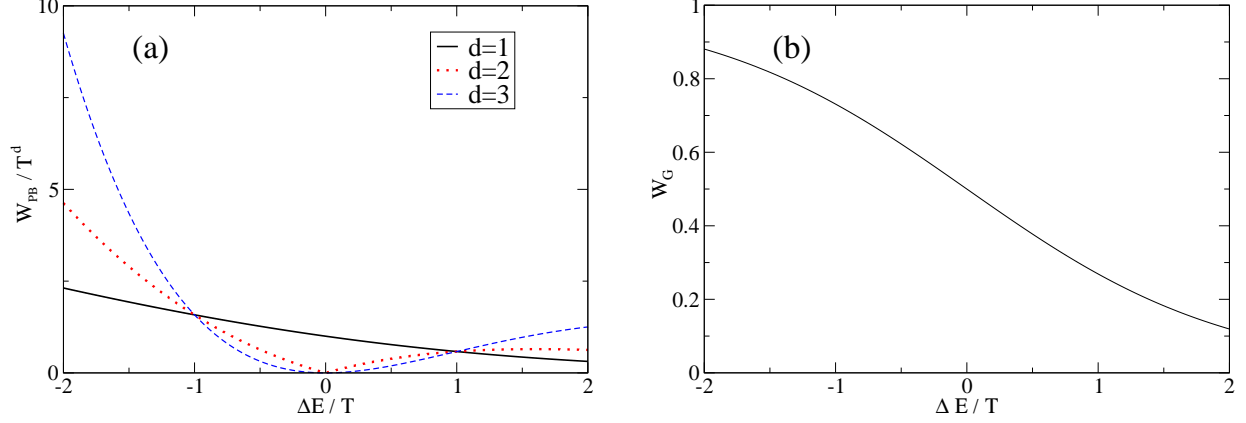 (a)
d=1
d=2
d=3
10
5
0
W_PB / T^d
-2 -1 0 1 2
ΔE / T
(b)
1
0.8
0.6
0.4
0.2
0
W_G
-2 -1 0 1 2
Δ E / T